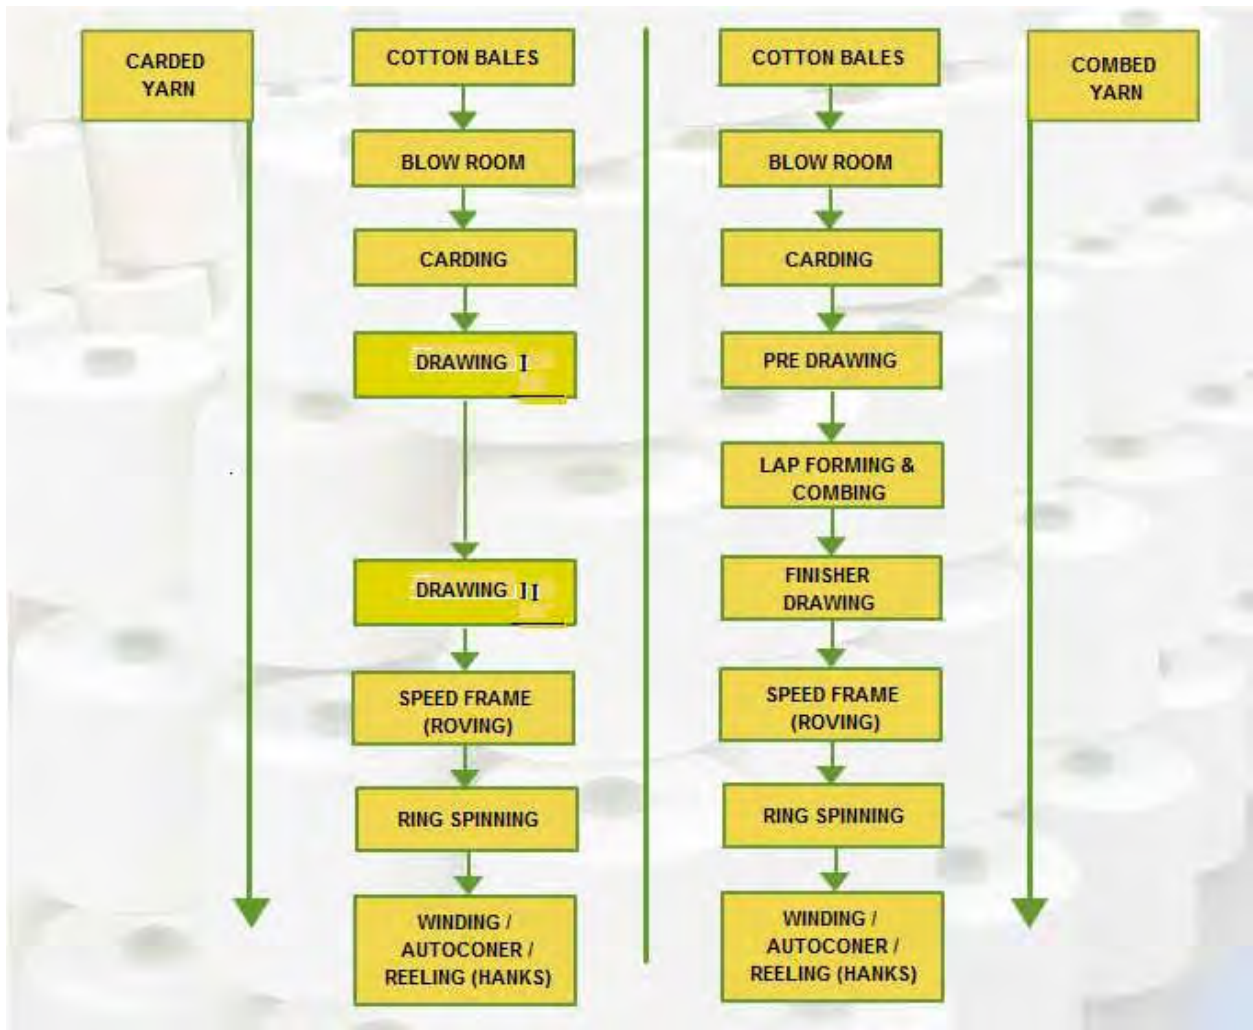 CARDED
YARN
COTTON BALES
BLOW ROOM
CARDING
DRAWING I
DRAWING II
SPEED FRAME
(ROVING)
RING SPINNING
WINDING /
AUTOCONER /
REELING (HANKS)
COTTON BALES
BLOW ROOM
CARDING
PRE DRAWING
LAP FORMING &
COMBING
FINISHER
DRAWING
SPEED FRAME
(ROVING)
RING SPINNING
WINDING /
AUTOCONER /
REELING (HANKS)
COMBED
YARN